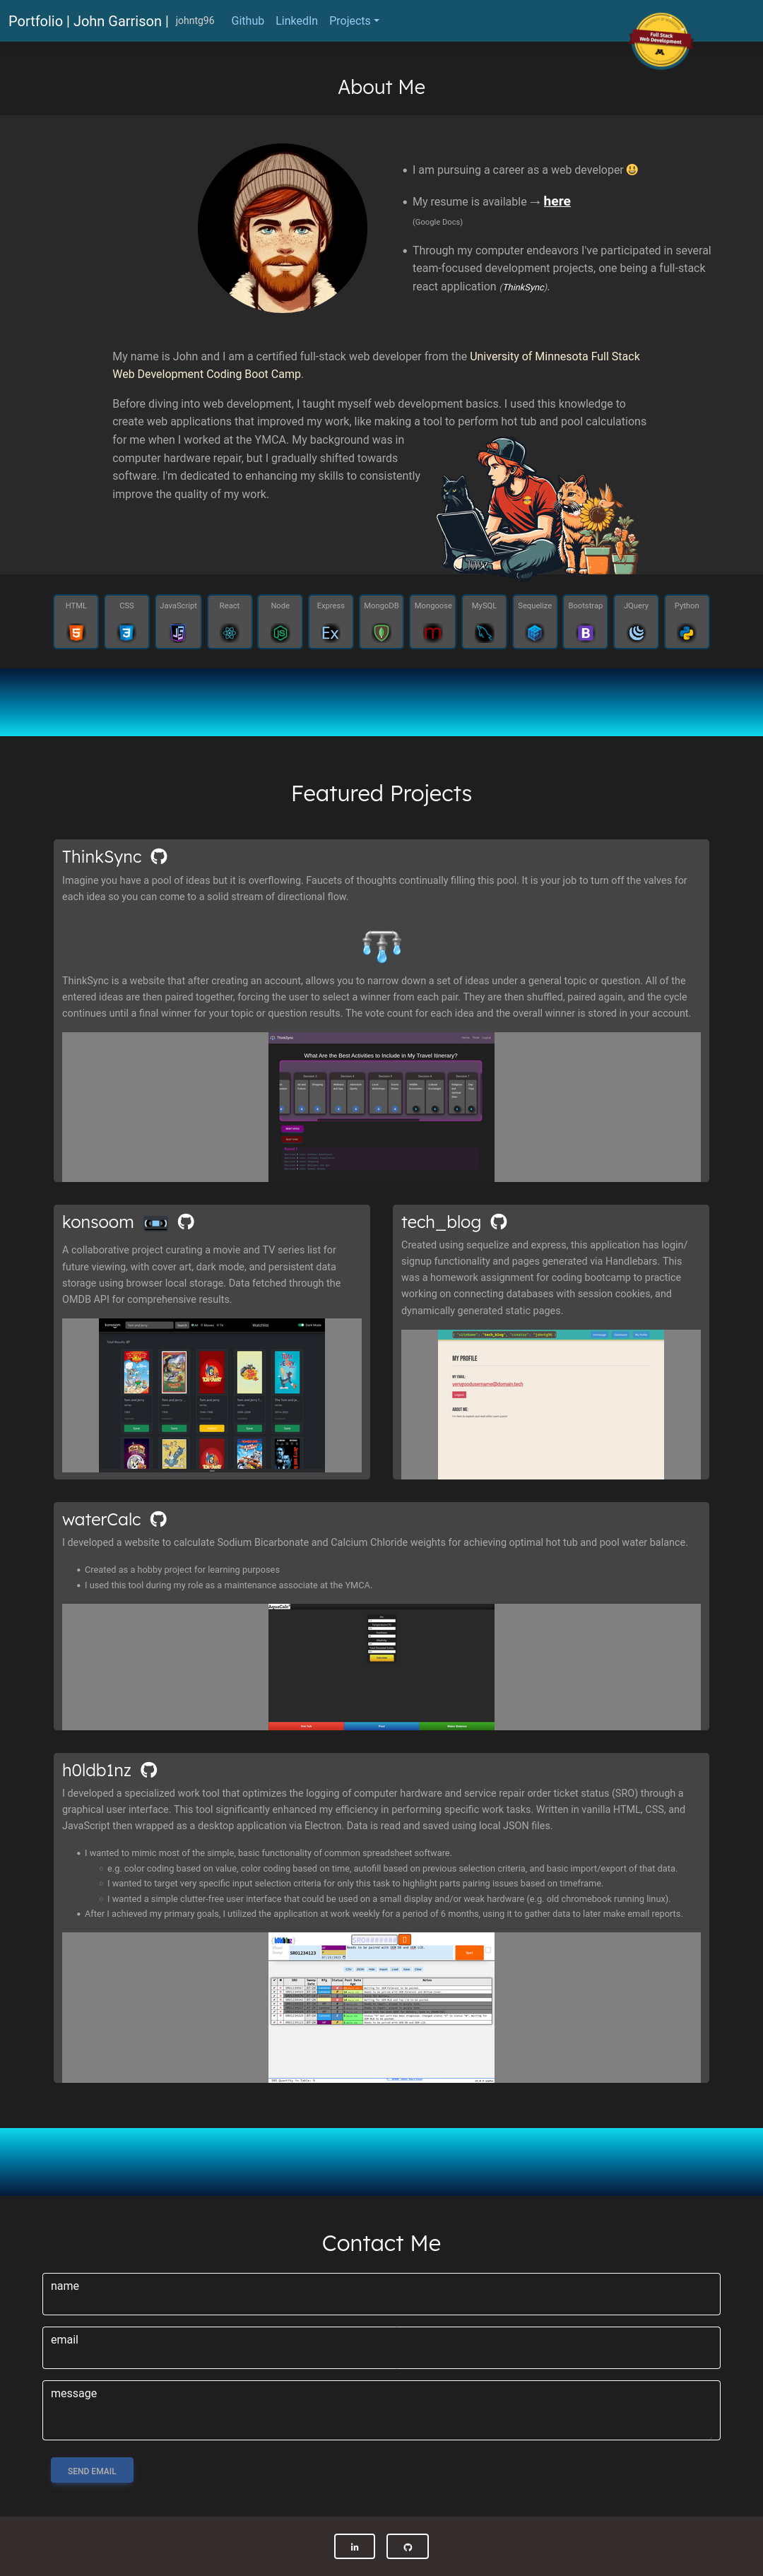 Portfolio | John Garrison | johntg96 Github LinkedIn Projects
Full Stack
Web Development
About Me
I am pursuing a career as a web developer 😃
My resume is available → here
(Google Docs)
Through my computer endeavors I've participated in several
team-focused development projects, one being a full-stack
react application (ThinkSync).
My name is John and I am a certified full-stack web developer from the University of Minnesota Full Stack
Web Development Coding Boot Camp.
Before diving into web development, I taught myself web development basics. I used this knowledge to
create web applications that improved my work, like making a tool to perform hot tub and pool calculations
for me when I worked at the YMCA. My background was in
computer hardware repair, but I gradually shifted towards
software. I'm dedicated to enhancing my skills to consistently
improve the quality of my work.
HTML CSS JavaScript React Node Express MongoDB Mongoose MySQL Sequelize Bootstrap JQuery Python
Featured Projects
ThinkSync
Imagine you have a pool of ideas but it is overflowing. Faucets of thoughts continually filling this pool. It is your job to turn off the valves for
each idea so you can come to a solid stream of directional flow.
ThinkSync is a website that after creating an account, allows you to narrow down a set of ideas under a general topic or question. All of the
entered ideas are then paired together, forcing the user to select a winner from each pair. They are then shuffled, paired again, and the cycle
continues until a final winner for your topic or question results. The vote count for each idea and the overall winner is stored in your account.
ThinkSync
What Are the Best Activities to Include in My Travel Itinerary?
konsoom
A collaborative project curating a movie and TV series list for
future viewing, with cover art, dark mode, and persistent data
storage using browser local storage. Data fetched through the
OMDB API for comprehensive results.
Watchlist
Dark Mode
tech_blog
Created using sequelize and express, this application has login/
signup functionality and pages generated via Handlebars. This
was a homework assignment for coding bootcamp to practice
working on connecting databases with session cookies, and
dynamically generated static pages.
MY PROFILE
MY EMAIL:
verygoodusername@domain.tech
ABOUT ME:
waterCalc
I developed a website to calculate Sodium Bicarbonate and Calcium Chloride weights for achieving optimal hot tub and pool water balance.
Created as a hobby project for learning purposes
I used this tool during my role as a maintenance associate at the YMCA.
Hot Tub Pool Water Balance
h0ldb1nz
I developed a specialized work tool that optimizes the logging of computer hardware and service repair order ticket status (SRO) through a
graphical user interface. This tool significantly enhanced my efficiency in performing specific work tasks. Written in vanilla HTML, CSS, and
JavaScript then wrapped as a desktop application via Electron. Data is read and saved using local JSON files.
I wanted to mimic most of the simple, basic functionality of common spreadsheet software.
e.g. color coding based on value, color coding based on time, autofill based on previous selection criteria, and basic import/export of that data.
I wanted to target very specific input selection criteria for only this task to highlight parts pairing issues based on timeframe.
I wanted a simple clutter-free user interface that could be used on a small display and/or weak hardware (e.g. old chromebook running linux).
After I achieved my primary goals, I utilized the application at work weekly for a period of 6 months, using it to gather data to later make email reports.
SRO#######
SRO1234123
Contact Me
name
email
message
SEND EMAIL